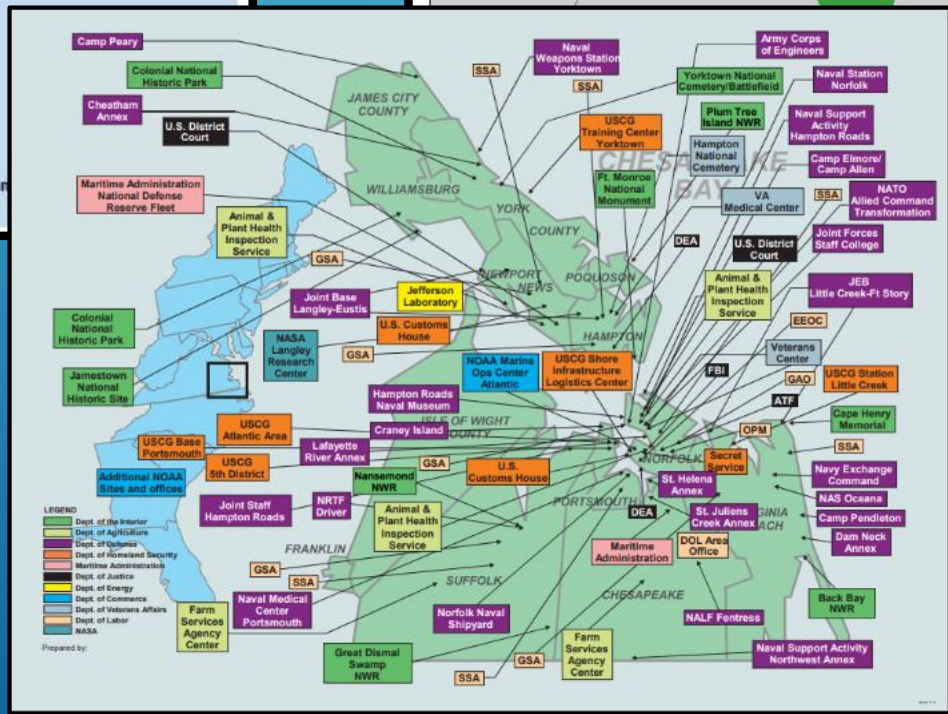 Camp Peary
Colonial National
Historic Park
Cheatham
Annex
U.S. District
Court
Maritime Administration
National Defense
Reserve Fleet
Animal &
Plant Health
Inspection
Service
GSA
SSA
Naval
Weapons Station
Yorktown
SSA
USCG
Training Center
Yorktown
Army Corps
of Engineers
Yorktown National
Cemetery/Battlefield
Naval Station
Norfolk
Plum Tree
Island NWR
Naval Support
Activity
Hampton Roads
Hampton
National
Cemetery
Camp Elmore/
Camp Allen
Ft. Monroe
National
Monument
VA
Medical Center
SSA
NATO
Allied Command
Transformation
DEA
U.S. District
Court
Joint Forces
Staff College
JAMES CITY
COUNTY
WILLIAMSBURG
YORK
COUNTY
CHESAPEAKE
BAY
NEWPORT
NEWS
POQUOSON
HAMPTON
Animal &
Plant Health
Inspection
Service
JEB
Little Creek-Ft Story
EEOC
Joint Base
Langley-Eustis
Jefferson
Laboratory
Colonial
National
Historic Park
NASA
Langley
Research
Center
U.S. Customs
House
GSA
NOAA Marine
Ops Center
Atlantic
USCG Shore
Infrastructure
Logistics Center
Veterans
Center
FBI
GAO
USCG Station
Little Creek
ATF
Jamestown
National
Historic Site
Hampton Roads
Naval Museum
ISLE OF WIGHT
COUNTY
USCG
Atlantic Area
Craney Island
Cape Henry
Memorial
OPM
USCG Base
Portsmouth
Lafayette
River Annex
SSA
NORFOLK
Secret
Service
USCG
5th District
GSA
U.S.
Customs House
Additional NOAA
Sites and offices
Nansemond
NWR
St. Helena
Annex
Navy Exchange
Command
NAS Oceana
Joint Staff
Hampton Roads
NRTF
Driver
PORTSMOUTH
DEA
St. Juliens
Creek Annex
VIRGINIA
BEACH
Camp Pendleton
Animal &
Plant Health
Inspection
Service
Dam Neck
Annex
FRANKLIN
Maritime
Administration
DOL Area
Office
GSA
SSA
SUFFOLK
CHESAPEAKE
Naval Medical
Center
Portsmouth
Norfolk Naval
Shipyard
NALF Fentress
Back Bay
NWR
Farm
Services
Agency
Center
Great Dismal
Swamp
NWR
SSA
GSA
Farm
Services
Agency
Center
Naval Support Activity
Northwest Annex
LEGEND
Dept. of the Interior
Dept. of Agriculture
Dept. of Defense
Dept. of Homeland Security
Maritime Administration
Dept. of Justice
Dept. of Energy
Dept. of Commerce
Dept. of Veterans Affairs
Dept. of Labor
NASA
Prepared by: